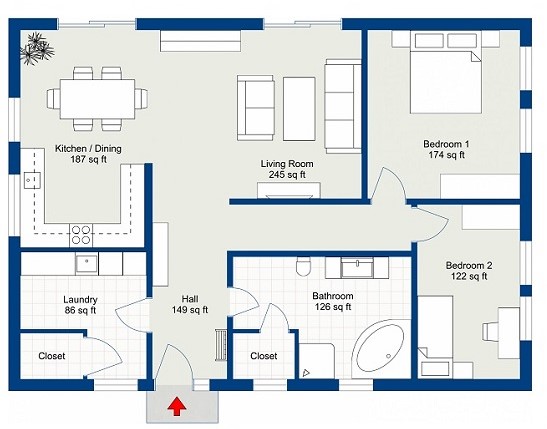 Kitchen / Dining
187 sq ft
Living Room
245 sq ft
Bedroom 1
174 sq ft
Bedroom 2
122 sq ft
Laundry
86 sq ft
Hall
149 sq ft
Bathroom
126 sq ft
Closet
Closet